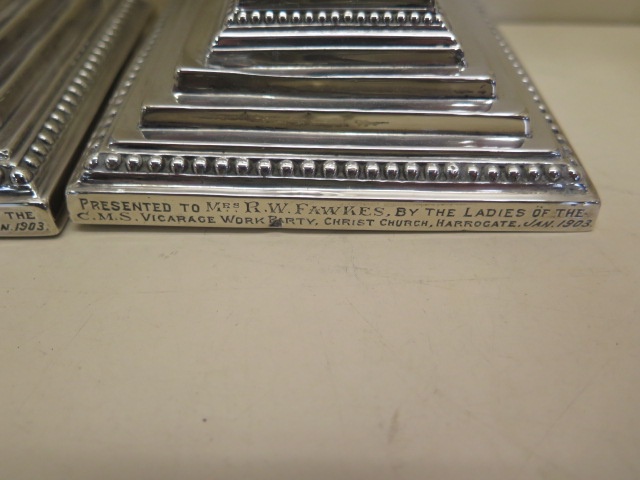 THE
N. 1903.
PRESENTED TO MRS R. W. FAWKES, BY THE LADIES OF THE
C.M.S. VICARAGE WORK PARTY, CHRIST CHURCH, HARROGATE, JAN. 1903.